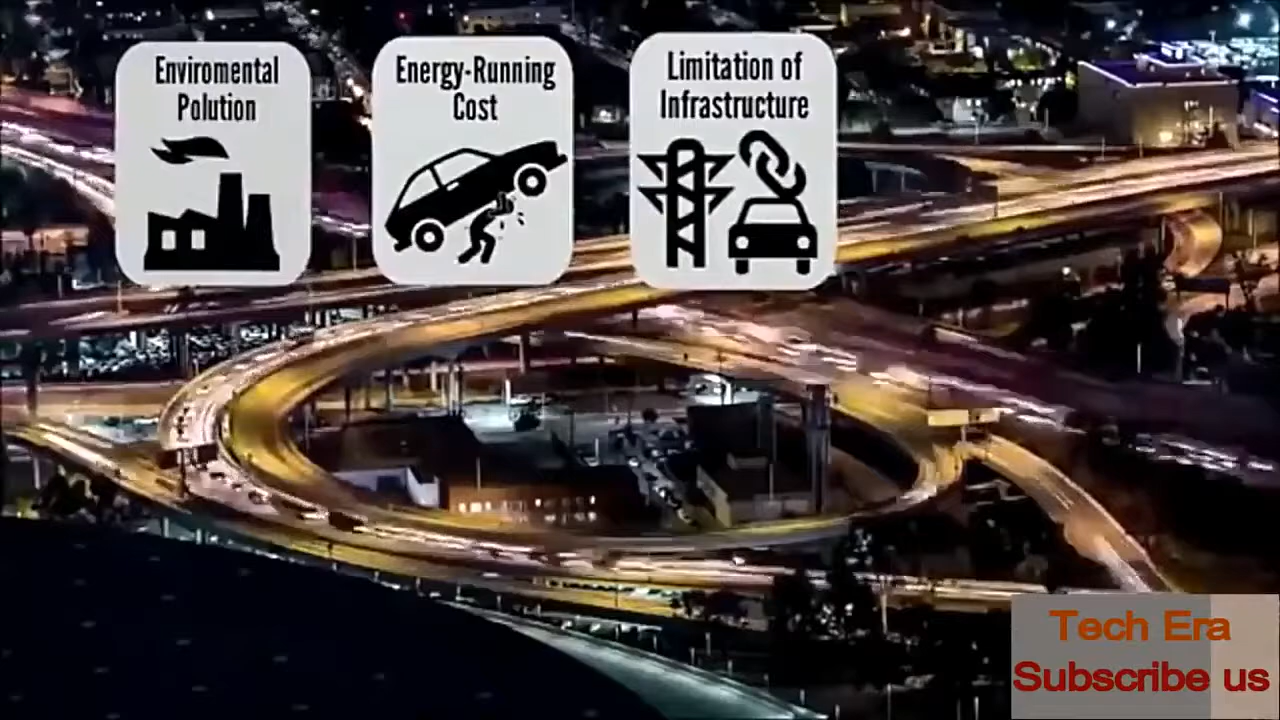 Enviromental
Polution
Energy-Running
Cost
Limitation of
Infrastructure
Tech Era
Subscribe us